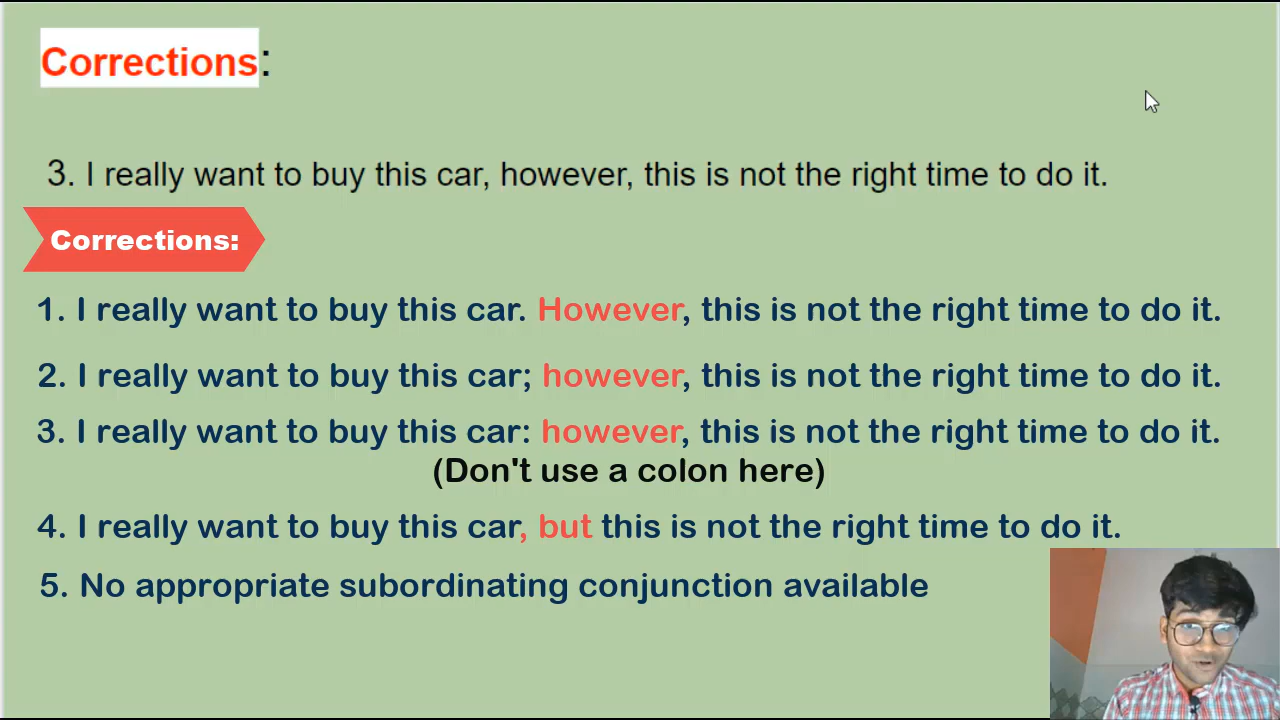 Corrections:
3. I really want to buy this car, however, this is not the right time to do it.
Corrections:
1. I really want to buy this car. However, this is not the right time to do it.
2. I really want to buy this car; however, this is not the right time to do it.
3. I really want to buy this car: however, this is not the right time to do it.
(Don't use a colon here)
4. I really want to buy this car, but this is not the right time to do it.
5. No appropriate subordinating conjunction available